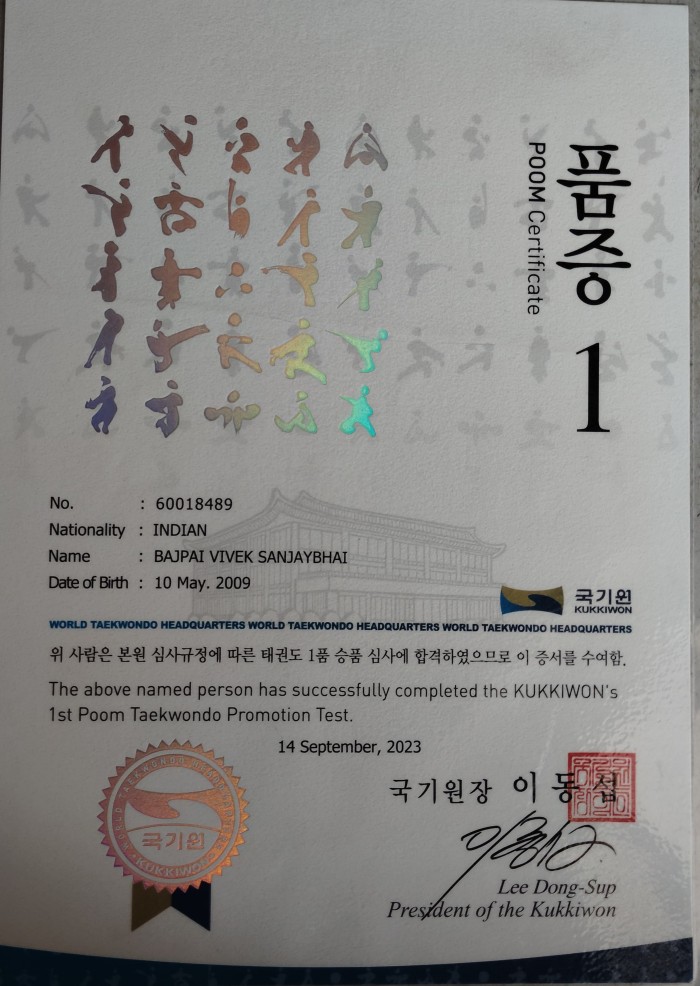 품증 1
POOM Certificate
No. : 60018489
Nationality : INDIAN
Name : BAJPAI VIVEK SANJAYBHAI
Date of Birth : 10 May. 2009
국기원
KUKKIWON
WORLD TAEKWONDO HEADQUARTERS WORLD TAEKWONDO HEADQUARTERS WORLD TAEKWONDO HEADQUARTERS
위 사람은 본원 심사규정에 따른 태권도 1품 승품 심사에 합격하였으므로 이 증서를 수여함.
The above named person has successfully completed the KUKKIWON's
1st Poom Taekwondo Promotion Test.
14 September, 2023
국기원장 이동섭
Lee Dong-Sup
President of the Kukkiwon
WORLD TAEKWONDO HEADQUARTERS
국기원
KUKKIWON